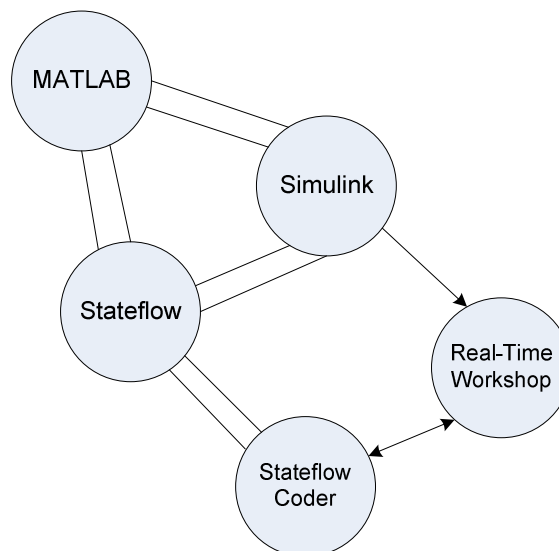 MATLAB
Simulink
Stateflow
Real-Time
Workshop
Stateflow
Coder